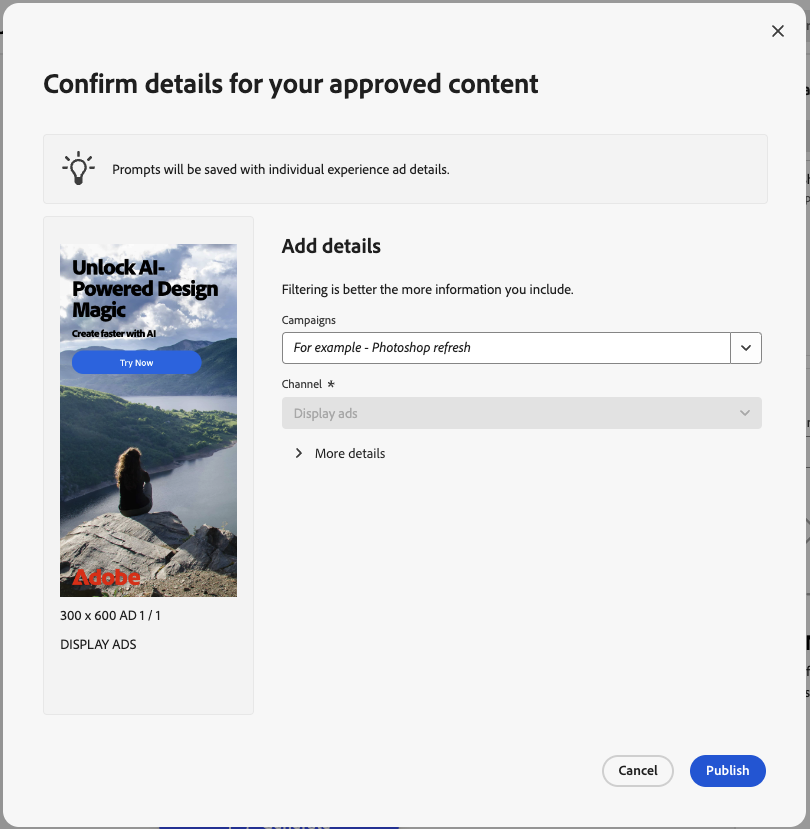 Confirm details for your approved content
Prompts will be saved with individual experience ad details.
Unlock AI-
Powered Design
Magic
Create faster with AI
Try Now
Adobe
300 x 600 AD 1 / 1
DISPLAY ADS
Add details
Filtering is better the more information you include.
Campaigns
For example - Photoshop refresh
Channel *
Display ads
More details
Cancel
Publish